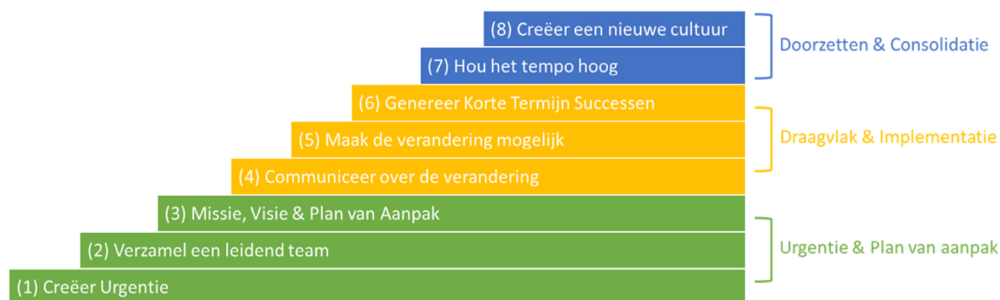 (8) Creëer een nieuwe cultuur
Doorzetten & Consolidatie
(7) Hou het tempo hoog
(6) Genereer Korte Termijn Successen
(5) Maak de verandering mogelijk
Draagvlak & Implementatie
(4) Communiceer over de verandering
(3) Missie, Visie & Plan van Aanpak
(2) Verzamel een leidend team
Urgentie & Plan van aanpak
(1) Creëer Urgentie